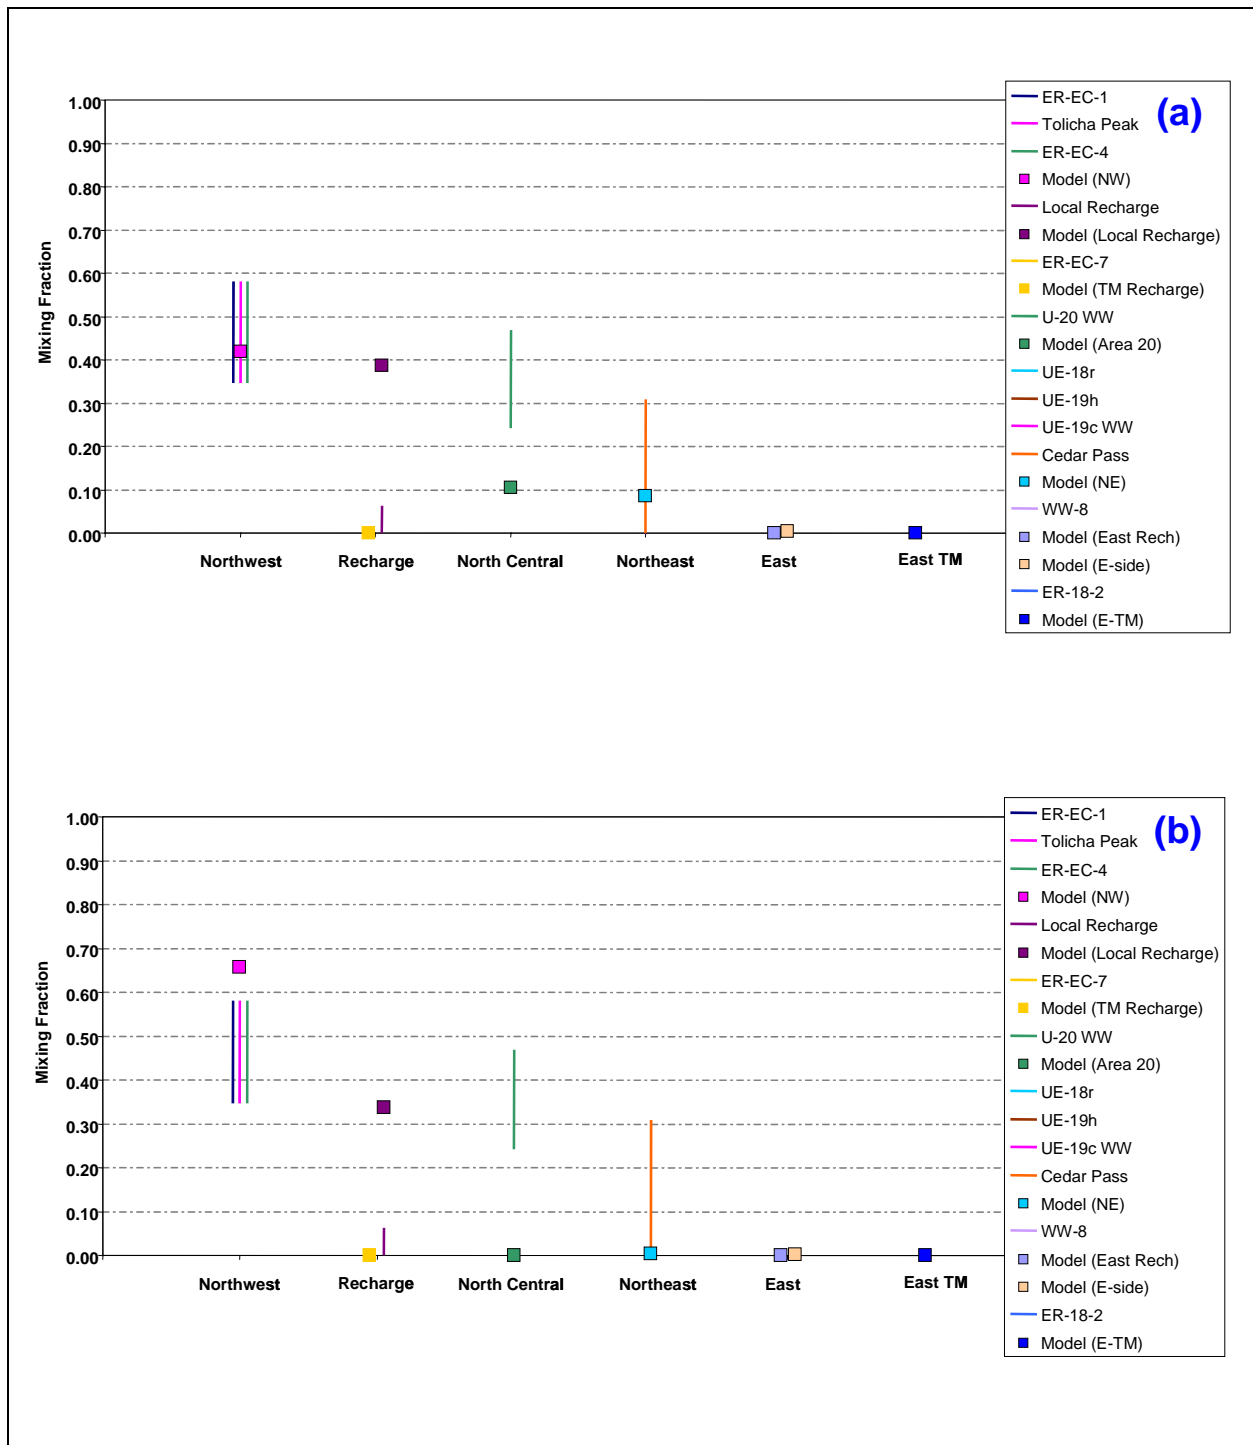 (a)
1.00
0.90
0.80
0.70
0.60
0.50
0.40
0.30
0.20
0.10
0.00
Mixing Fraction
Northwest
Recharge
North Central
Northeast
East
East TM
ER-EC-1
Tolicha Peak
ER-EC-4
Model (NW)
Local Recharge
Model (Local Recharge)
ER-EC-7
Model (TM Recharge)
U-20 WW
Model (Area 20)
UE-18r
UE-19h
UE-19c WW
Cedar Pass
Model (NE)
WW-8
Model (East Rech)
Model (E-side)
ER-18-2
Model (E-TM)
(b)
1.00
0.90
0.80
0.70
0.60
0.50
0.40
0.30
0.20
0.10
0.00
Mixing Fraction
Northwest
Recharge
North Central
Northeast
East
East TM
ER-EC-1
Tolicha Peak
ER-EC-4
Model (NW)
Local Recharge
Model (Local Recharge)
ER-EC-7
Model (TM Recharge)
U-20 WW
Model (Area 20)
UE-18r
UE-19h
UE-19c WW
Cedar Pass
Model (NE)
WW-8
Model (East Rech)
Model (E-side)
ER-18-2
Model (E-TM)